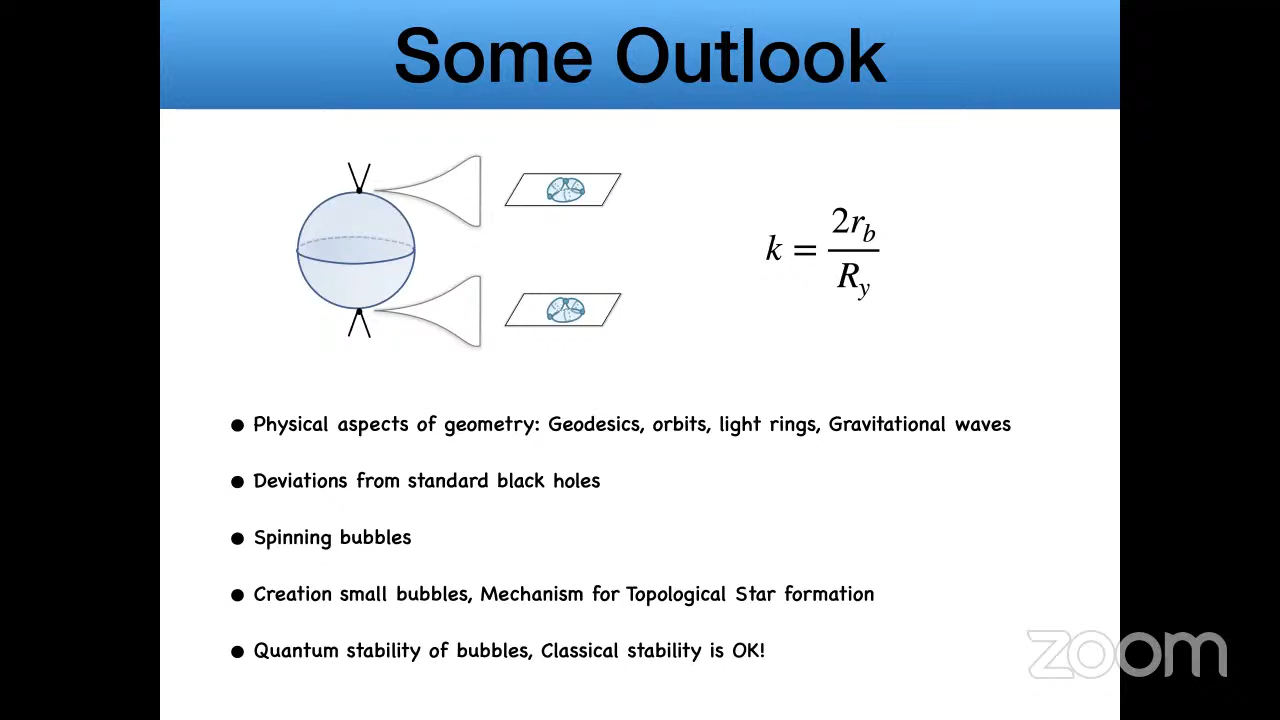 Some Outlook
k = 2r_b / R_y
● Physical aspects of geometry: Geodesics, orbits, light rings, Gravitational waves
● Deviations from standard black holes
● Spinning bubbles
● Creation small bubbles, Mechanism for Topological Star formation
● Quantum stability of bubbles, Classical stability is OK!
zoom